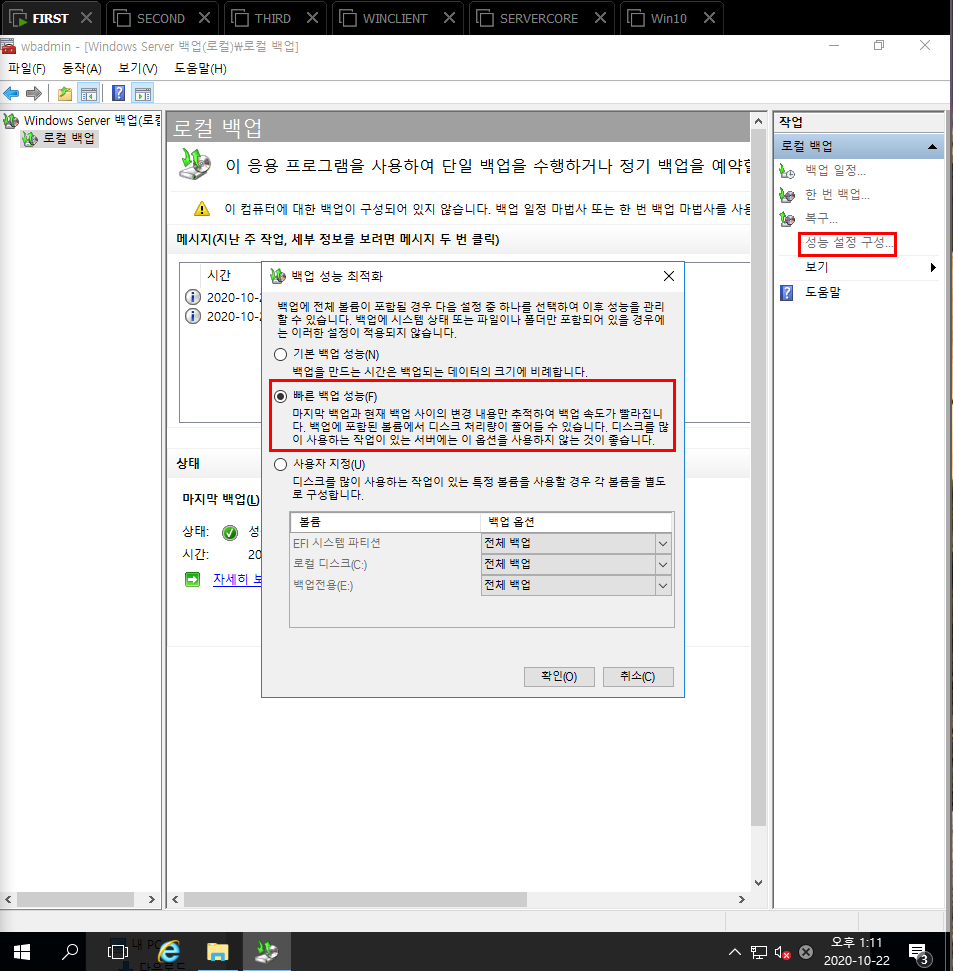 FIRST
SECOND
THIRD
WINCLIENT
SERVERCORE
Win10
wbadmin - [Windows Server 백업(로컬)₩로컬 백업]
파일(F) 동작(A) 보기(V) 도움말(H)
Windows Server 백업(로컬
로컬 백업
로컬 백업
이 응용 프로그램을 사용하여 단일 백업을 수행하거나 정기 백업을 예약할
이 컴퓨터에 대한 백업이 구성되어 있지 않습니다. 백업 일정 마법사 또는 한 번 백업 마법사를 사용
메시지(지난 주 작업, 세부 정보를 보려면 메시지 두 번 클릭)
시간
2020-10-2
2020-10-2
상태
마지막 백업(L)
상태: 성
시간: 20
자세히 보
백업 성능 최적화
백업에 전체 볼륨이 포함될 경우 다음 설정 중 하나를 선택하여 이후 성능을 관리
할 수 있습니다. 백업에 시스템 상태 또는 파일이나 폴더만 포함되어 있을 경우에
는 이러한 설정이 적용되지 않습니다.
기본 백업 성능(N)
백업을 만드는 시간은 백업되는 데이터의 크기에 비례합니다.
빠른 백업 성능(F)
마지막 백업과 현재 백업 사이의 변경 내용만 추적하여 백업 속도가 빨라집니
다. 백업에 포함된 볼륨에서 디스크 처리량이 줄어들 수 있습니다. 디스크를 많
이 사용하는 작업이 있는 서버에는 이 옵션을 사용하지 않는 것이 좋습니다.
사용자 지정(U)
디스크를 많이 사용하는 작업이 있는 특정 볼륨을 사용할 경우 각 볼륨을 별도
로 구성합니다.
볼륨 백업 옵션
EFI 시스템 파티션 전체 백업
로컬 디스크(C:) 전체 백업
백업전용(E:) 전체 백업
확인(O) 취소(C)
작업
로컬 백업
백업 일정...
한 번 백업...
복구...
성능 설정 구성...
보기
도움말
내 PC
다운로드
오후 1:11
2020-10-22
3